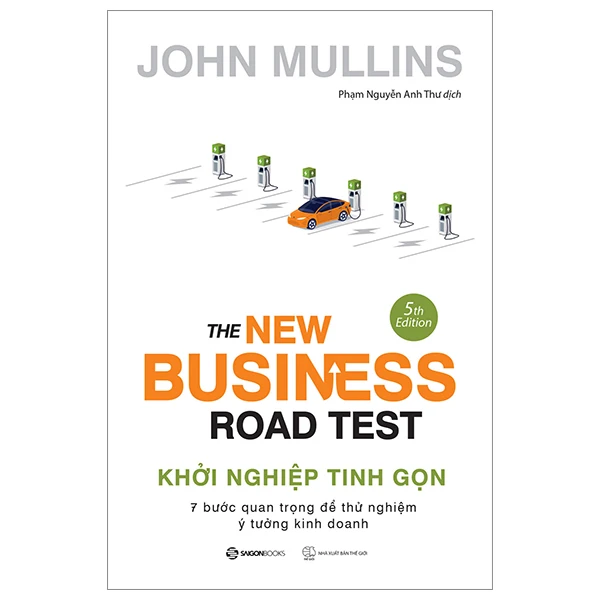 JOHN MULLINS
Phạm Nguyễn Anh Thư dịch
5th
Edition
THE NEW
BUSINESS
ROAD TEST
KHỞI NGHIỆP TINH GỌN
7 bước quan trọng để thử nghiệm
ý tưởng kinh doanh
SAIGONBOOKS
NHÀ XUẤT BẢN THẾ GIỚI